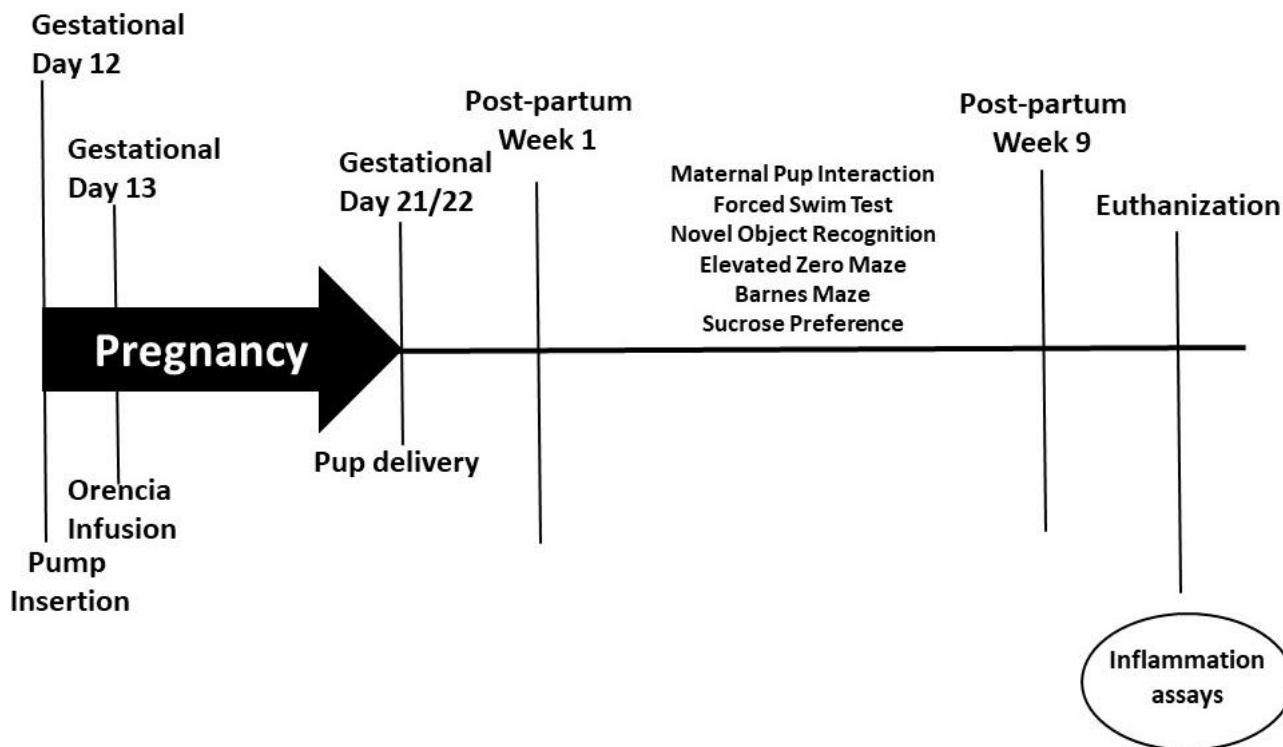 Gestational
Day 12
Gestational
Day 13
Gestational
Day 21/22
Post-partum
Week 1
Maternal Pup Interaction
Forced Swim Test
Novel Object Recognition
Elevated Zero Maze
Barnes Maze
Sucrose Preference
Post-partum
Week 9
Euthanization
Pregnancy
Pup delivery
Orencia
Infusion
Pump
Insertion
Inflammation
assays